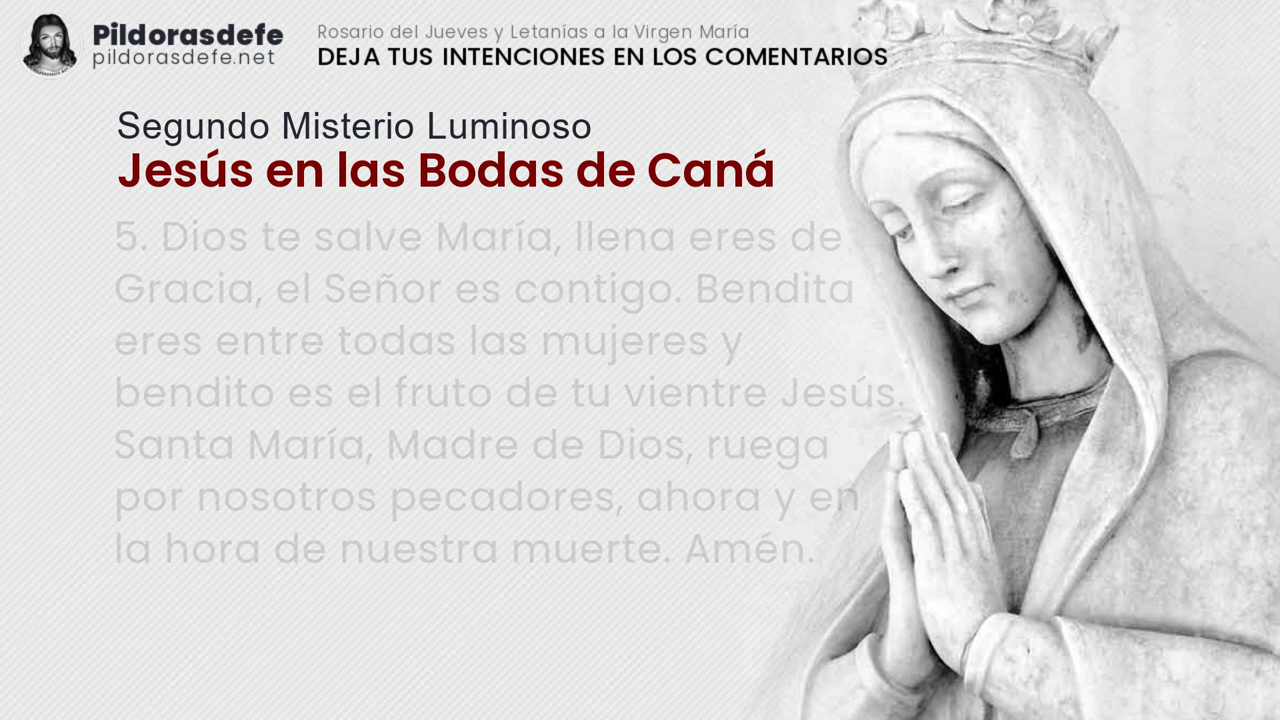 Pildorasdefe
pildorasdefe.net
Rosario del Jueves y Letanías a la Virgen María
DEJA TUS INTENCIONES EN LOS COMENTARIOS
Segundo Misterio Luminoso
Jesús en las Bodas de Caná
5. Dios te salve María, llena eres de
Gracia, el Señor es contigo. Bendita
eres entre todas las mujeres y
bendito es el fruto de tu vientre Jesús.
Santa María, Madre de Dios, ruega
por nosotros pecadores, ahora y en
la hora de nuestra muerte. Amén.